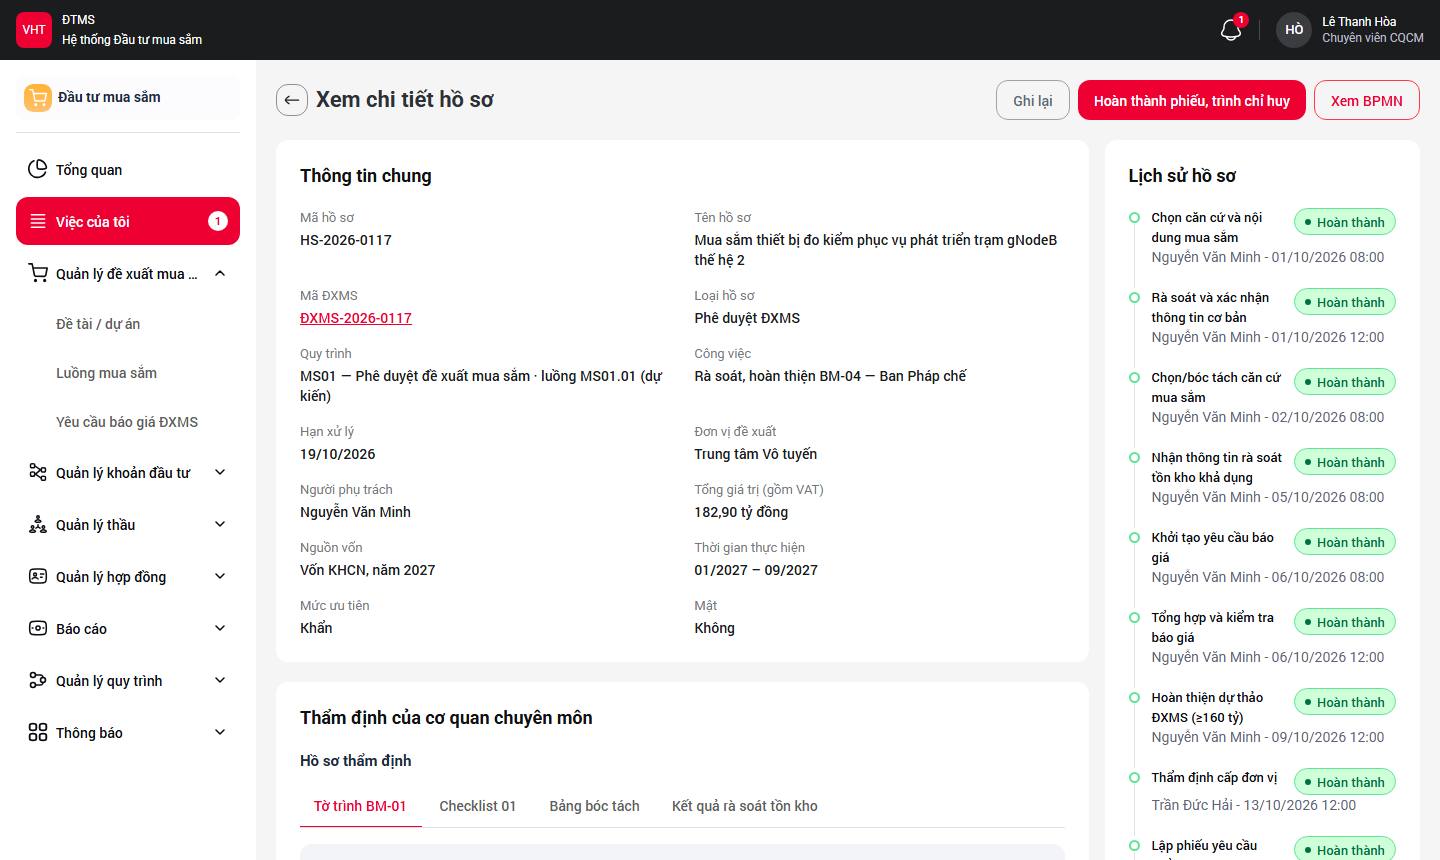 VHT
ĐTMS
Hệ thống Đầu tư mua sắm
1
HÒ
Lê Thanh Hòa
Chuyên viên CQCM
Đầu tư mua sắm
Tổng quan
Việc của tôi
1
Quản lý đề xuất mua ...
Đề tài / dự án
Luồng mua sắm
Yêu cầu báo giá ĐXMS
Quản lý khoản đầu tư
Quản lý thầu
Quản lý hợp đồng
Báo cáo
Quản lý quy trình
Thông báo
Xem chi tiết hồ sơ
Ghi lại
Hoàn thành phiếu, trình chỉ huy
Xem BPMN
Thông tin chung
Mã hồ sơ
HS-2026-0117
Tên hồ sơ
Mua sắm thiết bị đo kiểm phục vụ phát triển trạm gNodeB
thế hệ 2
Mã ĐXMS
ĐXMS-2026-0117
Loại hồ sơ
Phê duyệt ĐXMS
Quy trình
MS01 — Phê duyệt đề xuất mua sắm · luồng MS01.01 (dự
kiến)
Công việc
Rà soát, hoàn thiện BM-04 — Ban Pháp chế
Hạn xử lý
19/10/2026
Đơn vị đề xuất
Trung tâm Vô tuyến
Người phụ trách
Nguyễn Văn Minh
Tổng giá trị (gồm VAT)
182,90 tỷ đồng
Nguồn vốn
Vốn KHCN, năm 2027
Thời gian thực hiện
01/2027 – 09/2027
Mức ưu tiên
Khẩn
Mật
Không
Thẩm định của cơ quan chuyên môn
Hồ sơ thẩm định
Tờ trình BM-01
Checklist 01
Bảng bóc tách
Kết quả rà soát tồn kho
Lịch sử hồ sơ
Chọn căn cứ và nội
dung mua sắm
Hoàn thành
Nguyễn Văn Minh - 01/10/2026 08:00
Rà soát và xác nhận
thông tin cơ bản
Hoàn thành
Nguyễn Văn Minh - 01/10/2026 12:00
Chọn/bóc tách căn cứ
mua sắm
Hoàn thành
Nguyễn Văn Minh - 02/10/2026 08:00
Nhận thông tin rà soát
tồn kho khả dụng
Hoàn thành
Nguyễn Văn Minh - 05/10/2026 08:00
Khởi tạo yêu cầu báo
giá
Hoàn thành
Nguyễn Văn Minh - 06/10/2026 08:00
Tổng hợp và kiểm tra
báo giá
Hoàn thành
Nguyễn Văn Minh - 06/10/2026 12:00
Hoàn thiện dự thảo
ĐXMS (≥160 tỷ)
Hoàn thành
Nguyễn Văn Minh - 09/10/2026 12:00
Thẩm định cấp đơn vị
Hoàn thành
Trần Đức Hải - 13/10/2026 12:00
Lập phiếu yêu cầu
Hoàn thành